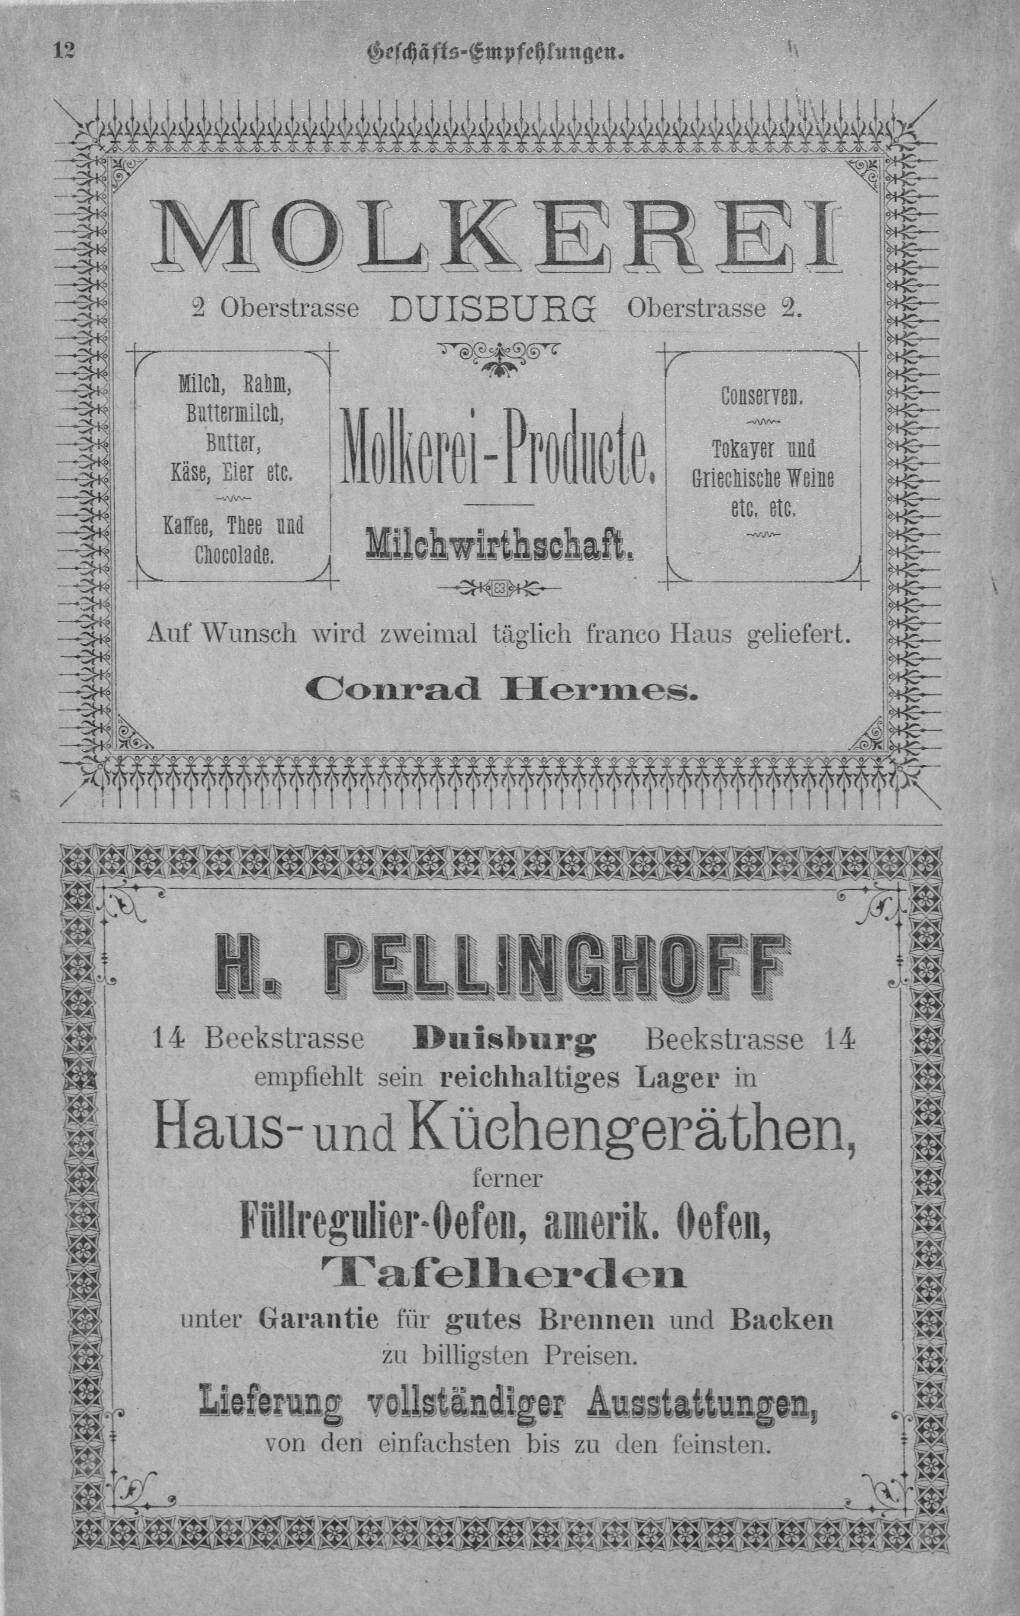 12
Geschäfts-Empfehlungen.
MOLKEREI
2 Oberstrasse DUISBURG Oberstrasse 2.
Milch, Rahm,
Buttermilch,
Butter,
Käse, Eier etc.
Kaffee, Thee und
Chocolade.
Molkerei-Producte.
Milchwirthschaft.
Conserven.
Tokayer und
Griechische Weine
etc. etc.
Auf Wunsch wird zweimal täglich franco Haus geliefert.
Conrad Hermes.
H. PELLINGHOFF
14 Beekstrasse Duisburg Beekstrasse 14
empfiehlt sein reichhaltiges Lager in
Haus- und Küchengeräthen,
ferner
Füllregulier-Oefen, amerik. Oefen,
Tafelherden
unter Garantie für gutes Brennen und Backen
zu billigsten Preisen.
Lieferung vollständiger Ausstattungen,
von den einfachsten bis zu den feinsten.